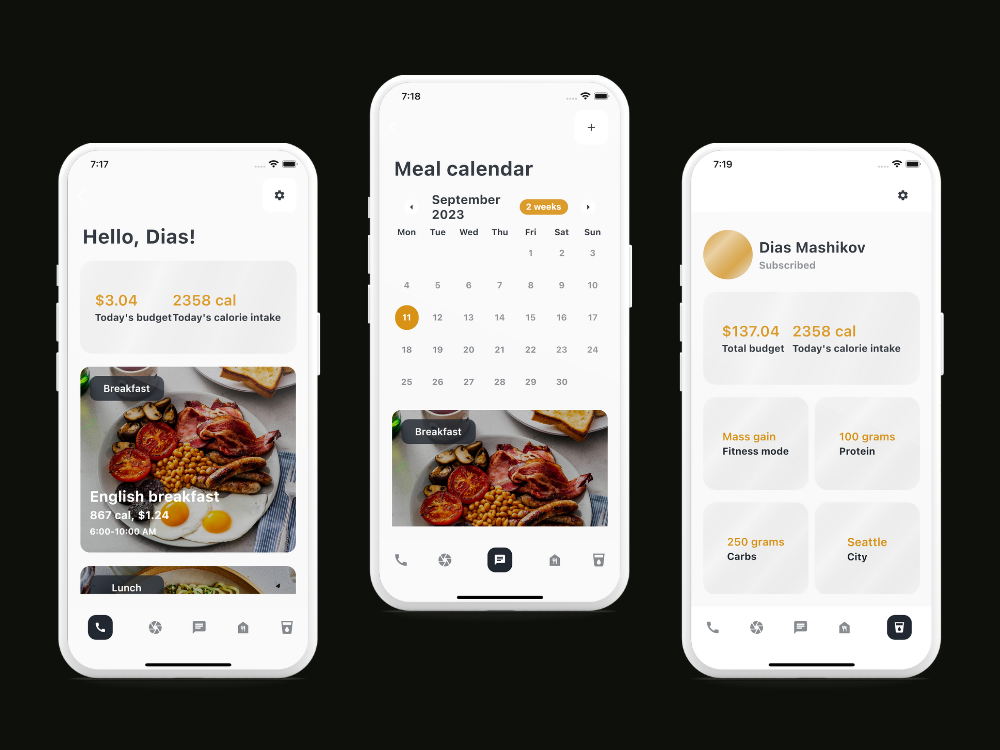 7:17
Hello, Dias!
$3.04 2358 cal
Today's budget Today's calorie intake
Breakfast
English breakfast
867 cal, $1.24
6:00-10:00 AM
Lunch
7:18
+
Meal calendar
September
2023
2 weeks
Mon Tue Wed Thu Fri Sat Sun
1 2 3
4 5 6 7 8 9 10
11 12 13 14 15 16 17
18 19 20 21 22 23 24
25 26 27 28 29 30
Breakfast
7:19
Dias Mashikov
Subscribed
$137.04 2358 cal
Total budget Today's calorie intake
Mass gain
Fitness mode
100 grams
Protein
250 grams
Carbs
Seattle
City